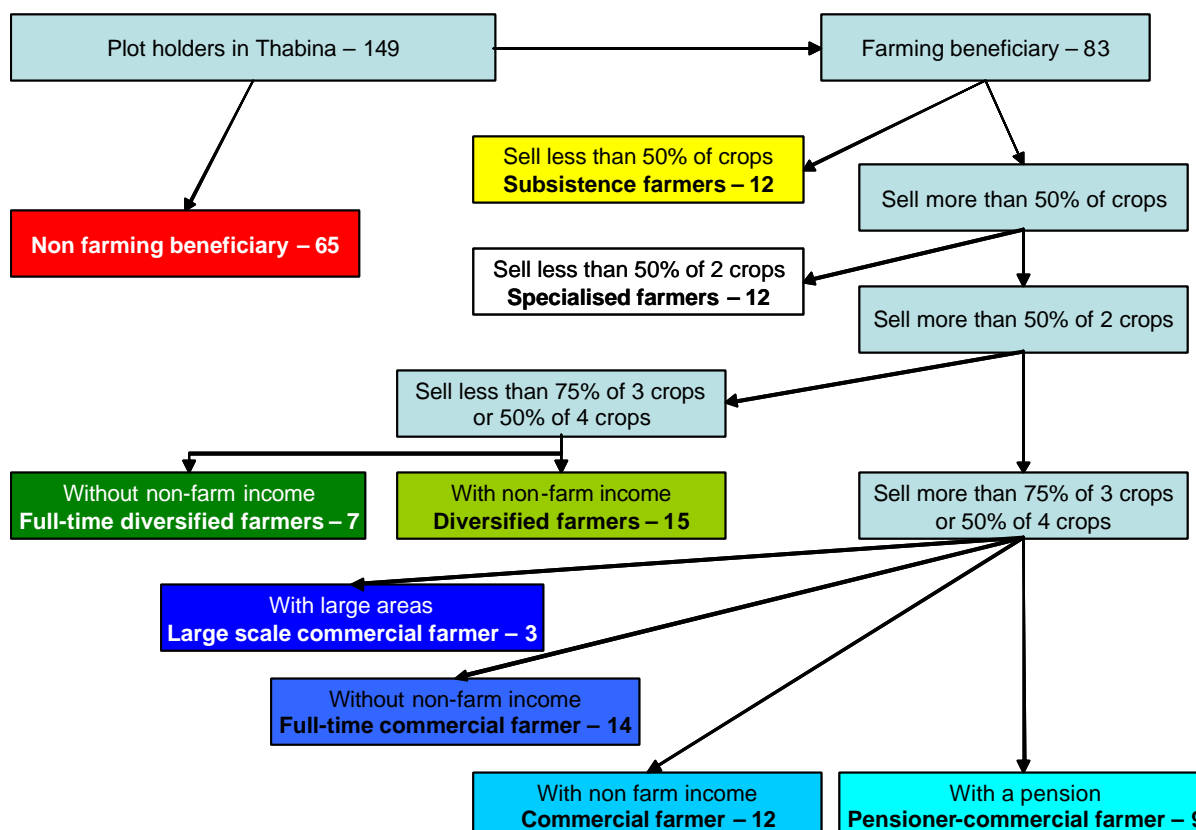 Plot holders in Thabina – 149
Farming beneficiary – 83
Sell less than 50% of crops
Subsistence farmers – 12
Sell more than 50% of crops
Non farming beneficiary – 65
Sell less than 50% of 2 crops
Specialised farmers – 12
Sell more than 50% of 2 crops
Sell less than 75% of 3 crops
or 50% of 4 crops
Without non-farm income
Full-time diversified farmers – 7
With non-farm income
Diversified farmers – 15
Sell more than 75% of 3 crops
or 50% of 4 crops
With large areas
Large scale commercial farmer – 3
Without non-farm income
Full-time commercial farmer – 14
With non farm income
Commercial farmer – 12
With a pension
Pensioner-commercial farmer – 9